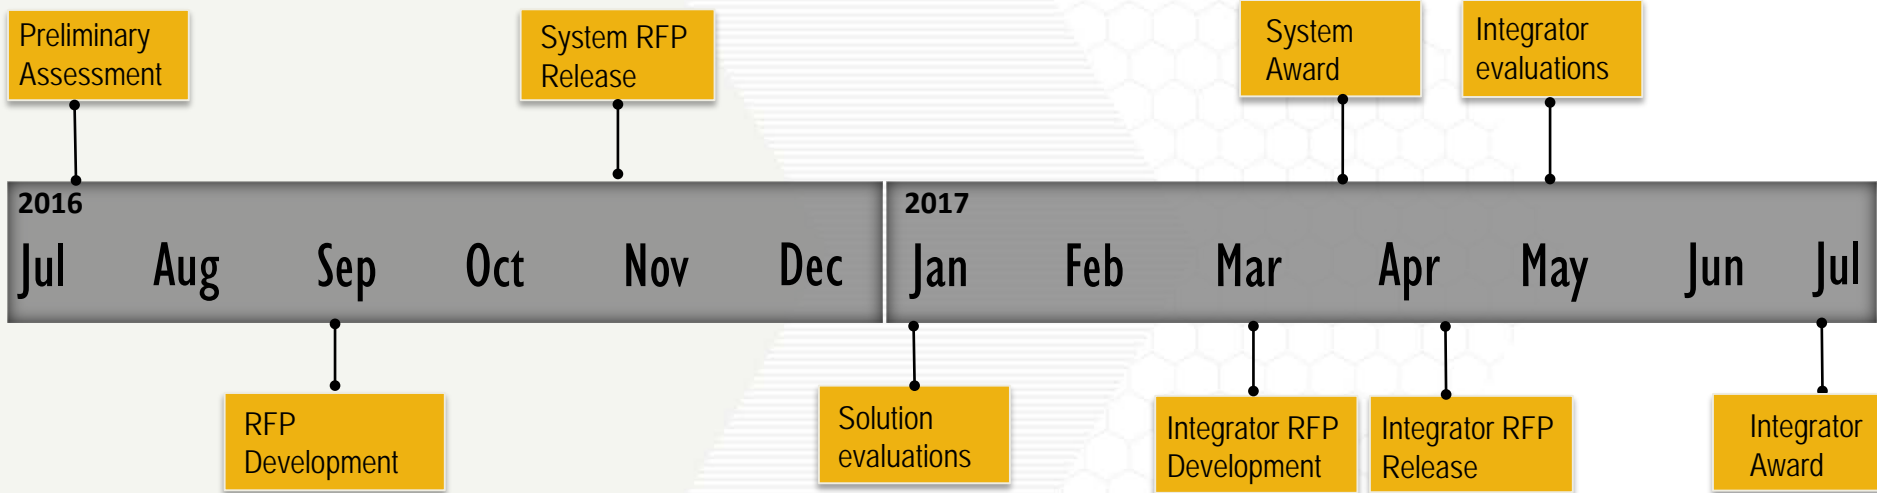 Preliminary
Assessment
System RFP
Release
System
Award
Integrator
evaluations
2016
2017
Jul Aug Sep Oct Nov Dec Jan Feb Mar Apr May Jun Jul
RFP
Development
Solution
evaluations
Integrator RFP
Development
Integrator RFP
Release
Integrator
Award